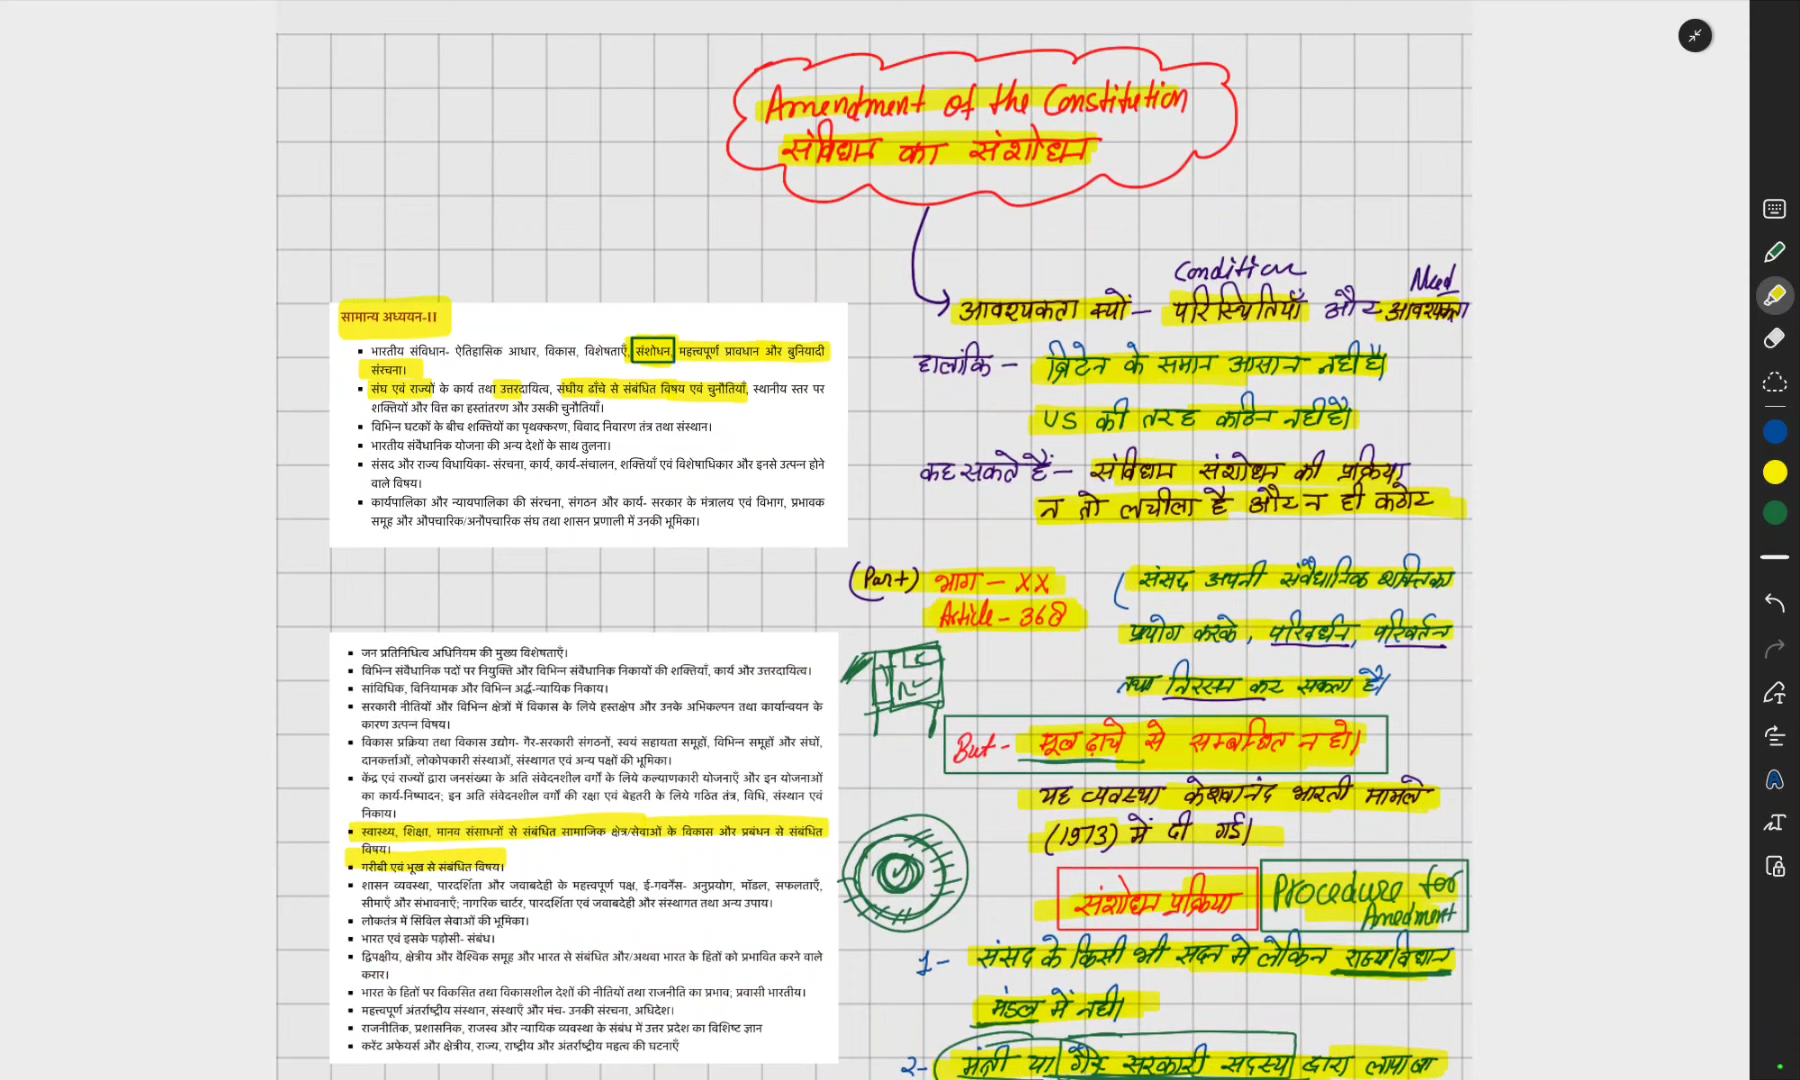 Amendment of the Constitution
संविधान का संशोधन
Condition
Need
आवश्यकता क्यों – परिस्थितियाँ और आवश्यकता
हालांकि – ब्रिटेन के समान आसान नही है।
US की तरह कठिन नही है।
कह सकते हैं – संविधान संशोधन की प्रक्रिया
न तो लचीला है और न ही कठोर
(Part) भाग – XX
Article – 368
संसद अपनी संवैधानिक शक्ति का
प्रयोग करके, परिवर्धन, परिवर्तन
तथा निरसन कर सकता है।
But – मूल ढ़ाचे से सम्बन्धित न हो।
यह व्यवस्था केशवानंद भारती मामले
(1973) में दी गई।
संशोधन प्रक्रिया
Procedure for
Amedment
1- संसद के किसी भी सदन मे लेकिन राज्य विधान
मंडल में नही।
2- मंत्री या गैर सरकारी सदस्य द्वारा लाया जा
सामान्य अध्ययन-II
▪ भारतीय संविधान- ऐतिहासिक आधार, विकास, विशेषताएँ, संशोधन, महत्त्वपूर्ण प्रावधान और बुनियादी
संरचना।
▪ संघ एवं राज्यों के कार्य तथा उत्तरदायित्व, संघीय ढाँचे से संबंधित विषय एवं चुनौतियाँ, स्थानीय स्तर पर
शक्तियों और वित्त का हस्तांतरण और उसकी चुनौतियाँ।
▪ विभिन्न घटकों के बीच शक्तियों का पृथक्करण, विवाद निवारण तंत्र तथा संस्थान।
▪ भारतीय संवैधानिक योजना की अन्य देशों के साथ तुलना।
▪ संसद और राज्य विधायिका- संरचना, कार्य, कार्य-संचालन, शक्तियाँ एवं विशेषाधिकार और इनसे उत्पन्न होने
वाले विषय।
▪ कार्यपालिका और न्यायपालिका की संरचना, संगठन और कार्य- सरकार के मंत्रालय एवं विभाग, प्रभावक
समूह और औपचारिक/अनौपचारिक संघ तथा शासन प्रणाली में उनकी भूमिका।
▪ जन प्रतिनिधित्व अधिनियम की मुख्य विशेषताएँ।
▪ विभिन्न संवैधानिक पदों पर नियुक्ति और विभिन्न संवैधानिक निकायों की शक्तियाँ, कार्य और उत्तरदायित्व।
▪ सांविधिक, विनियामक और विभिन्न अर्द्ध-न्यायिक निकाय।
▪ सरकारी नीतियों और विभिन्न क्षेत्रों में विकास के लिये हस्तक्षेप और उनके अभिकल्पन तथा कार्यान्वयन के
कारण उत्पन्न विषय।
▪ विकास प्रक्रिया तथा विकास उद्योग- गैर-सरकारी संगठनों, स्वयं सहायता समूहों, विभिन्न समूहों और संघों,
दानकर्त्ताओं, लोकोपकारी संस्थाओं, संस्थागत एवं अन्य पक्षों की भूमिका।
▪ केंद्र एवं राज्यों द्वारा जनसंख्या के अति संवेदनशील वर्गों के लिये कल्याणकारी योजनाएँ और इन योजनाओं
का कार्य-निष्पादन; इन अति संवेदनशील वर्गों की रक्षा एवं बेहतरी के लिये गठित तंत्र, विधि, संस्थान एवं
निकाय।
▪ स्वास्थ्य, शिक्षा, मानव संसाधनों से संबंधित सामाजिक क्षेत्र/सेवाओं के विकास और प्रबंधन से संबंधित
विषय।
▪ गरीबी एवं भूख से संबंधित विषय।
▪ शासन व्यवस्था, पारदर्शिता और जवाबदेही के महत्त्वपूर्ण पक्ष, ई-गवर्नेंस- अनुप्रयोग, मॉडल, सफलताएँ,
सीमाएँ और संभावनाएँ; नागरिक चार्टर, पारदर्शिता एवं जवाबदेही और संस्थागत तथा अन्य उपाय।
▪ लोकतंत्र में सिविल सेवाओं की भूमिका।
▪ भारत एवं इसके पड़ोसी- संबंध।
▪ द्विपक्षीय, क्षेत्रीय और वैश्विक समूह और भारत से संबंधित और/अथवा भारत के हितों को प्रभावित करने वाले
करार।
▪ भारत के हितों पर विकसित तथा विकासशील देशों की नीतियों तथा राजनीति का प्रभाव; प्रवासी भारतीय।
▪ महत्त्वपूर्ण अंतर्राष्ट्रीय संस्थान, संस्थाएँ और मंच- उनकी संरचना, अधिदेश।
▪ राजनीतिक, प्रशासनिक, राजस्व और न्यायिक व्यवस्था के संबंध में उत्तर प्रदेश का विशिष्ट ज्ञान
▪ करेंट अफेयर्स और क्षेत्रीय, राज्य, राष्ट्रीय और अंतर्राष्ट्रीय महत्व की घटनाएँ